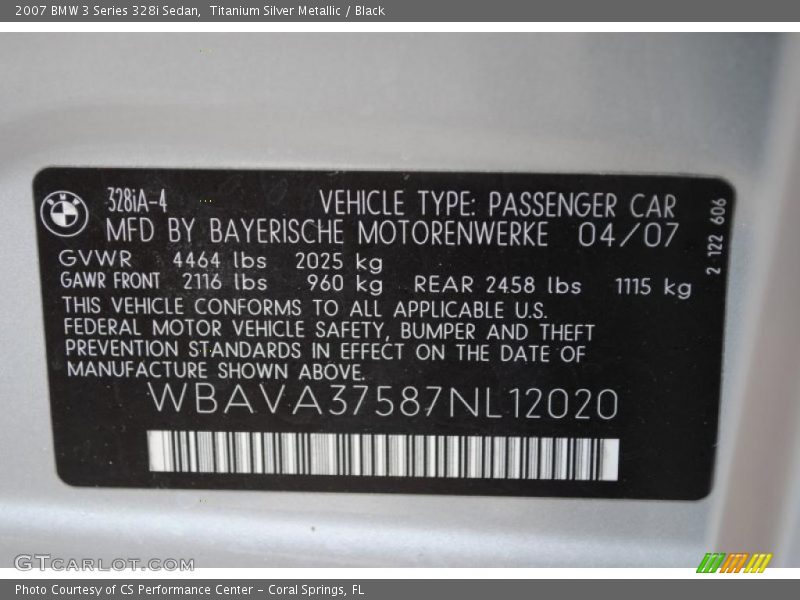 2007 BMW 3 Series 328i Sedan, Titanium Silver Metallic / Black
BMW
328iA-4 VEHICLE TYPE: PASSENGER CAR
MFD BY BAYERISCHE MOTORENWERKE 04/07
GVWR 4464 lbs 2025 kg
GAWR FRONT 2116 lbs 960 kg REAR 2458 lbs 1115 kg
THIS VEHICLE CONFORMS TO ALL APPLICABLE U.S.
FEDERAL MOTOR VEHICLE SAFETY, BUMPER AND THEFT
PREVENTION STANDARDS IN EFFECT ON THE DATE OF
MANUFACTURE SHOWN ABOVE.
WBAVA37587NL12020
2 122 606
GTCARLOT.COM
Photo Courtesy of CS Performance Center - Coral Springs, FL